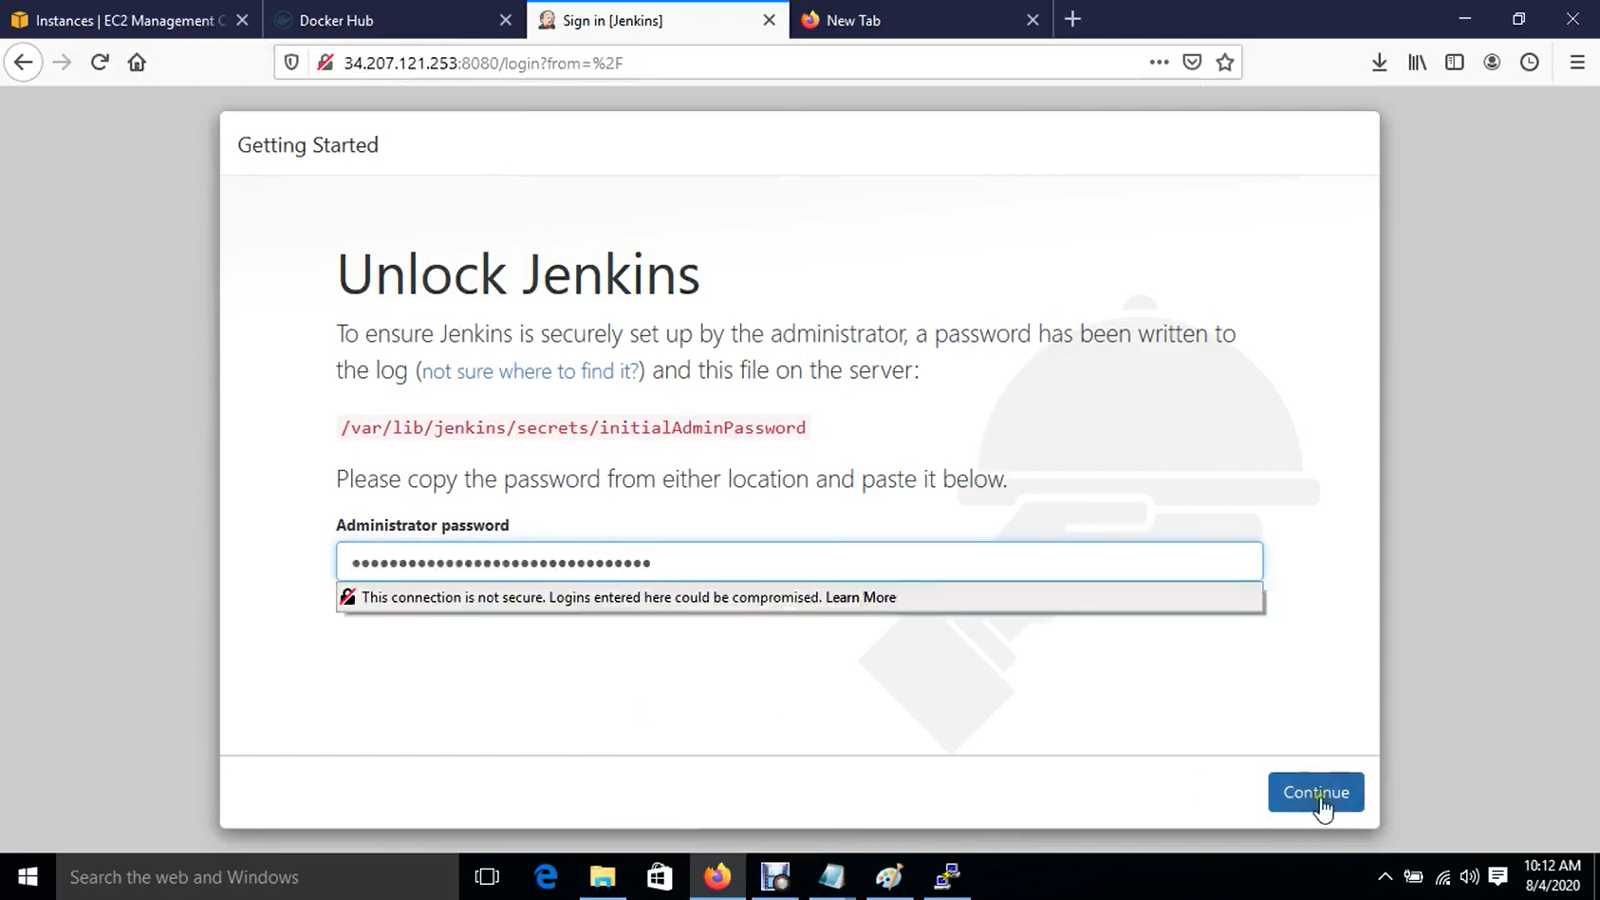 Instances | EC2 Management C
Docker Hub
Sign in [Jenkins]
New Tab
34.207.121.253:8080/login?from=%2F
Getting Started
Unlock Jenkins
To ensure Jenkins is securely set up by the administrator, a password has been written to
the log (not sure where to find it?) and this file on the server:
/var/lib/jenkins/secrets/initialAdminPassword
Please copy the password from either location and paste it below.
Administrator password
This connection is not secure. Logins entered here could be compromised. Learn More
Continue
Search the web and Windows
10:12 AM
8/4/2020